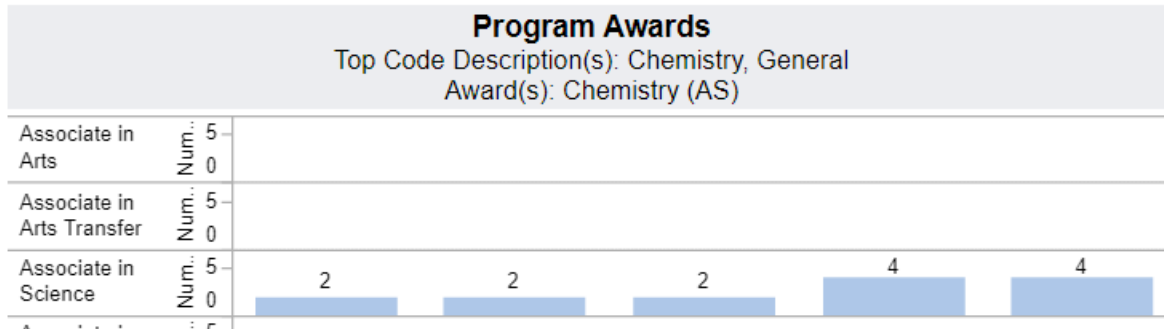 Program Awards
Top Code Description(s): Chemistry, General
Award(s): Chemistry (AS)
Associate in
Arts
Num..
5
0
Associate in
Arts Transfer
Num..
5
0
Associate in
Science
Num..
5
0
2 2 2 4 4